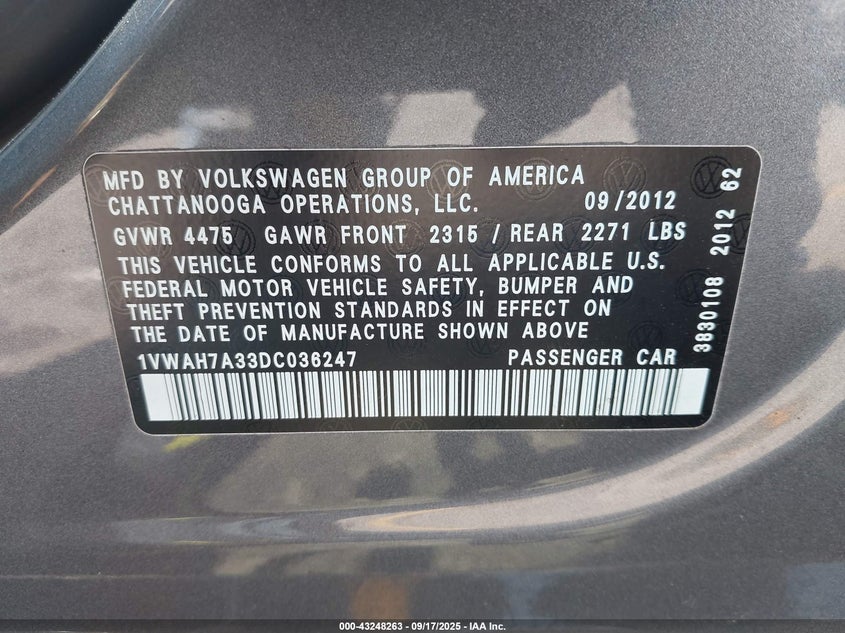 MFD BY VOLKSWAGEN GROUP OF AMERICA
CHATTANOOGA OPERATIONS, LLC. 09/2012
GVWR 4475 GAWR FRONT 2315 / REAR 2271 LBS
THIS VEHICLE CONFORMS TO ALL APPLICABLE U.S.
FEDERAL MOTOR VEHICLE SAFETY, BUMPER AND
THEFT PREVENTION STANDARDS IN EFFECT ON
THE DATE OF MANUFACTURE SHOWN ABOVE
1VWAH7A33DC036247 PASSENGER CAR
3830108 2012 62
000-43248263 - 09/17/2025 - IAA Inc.